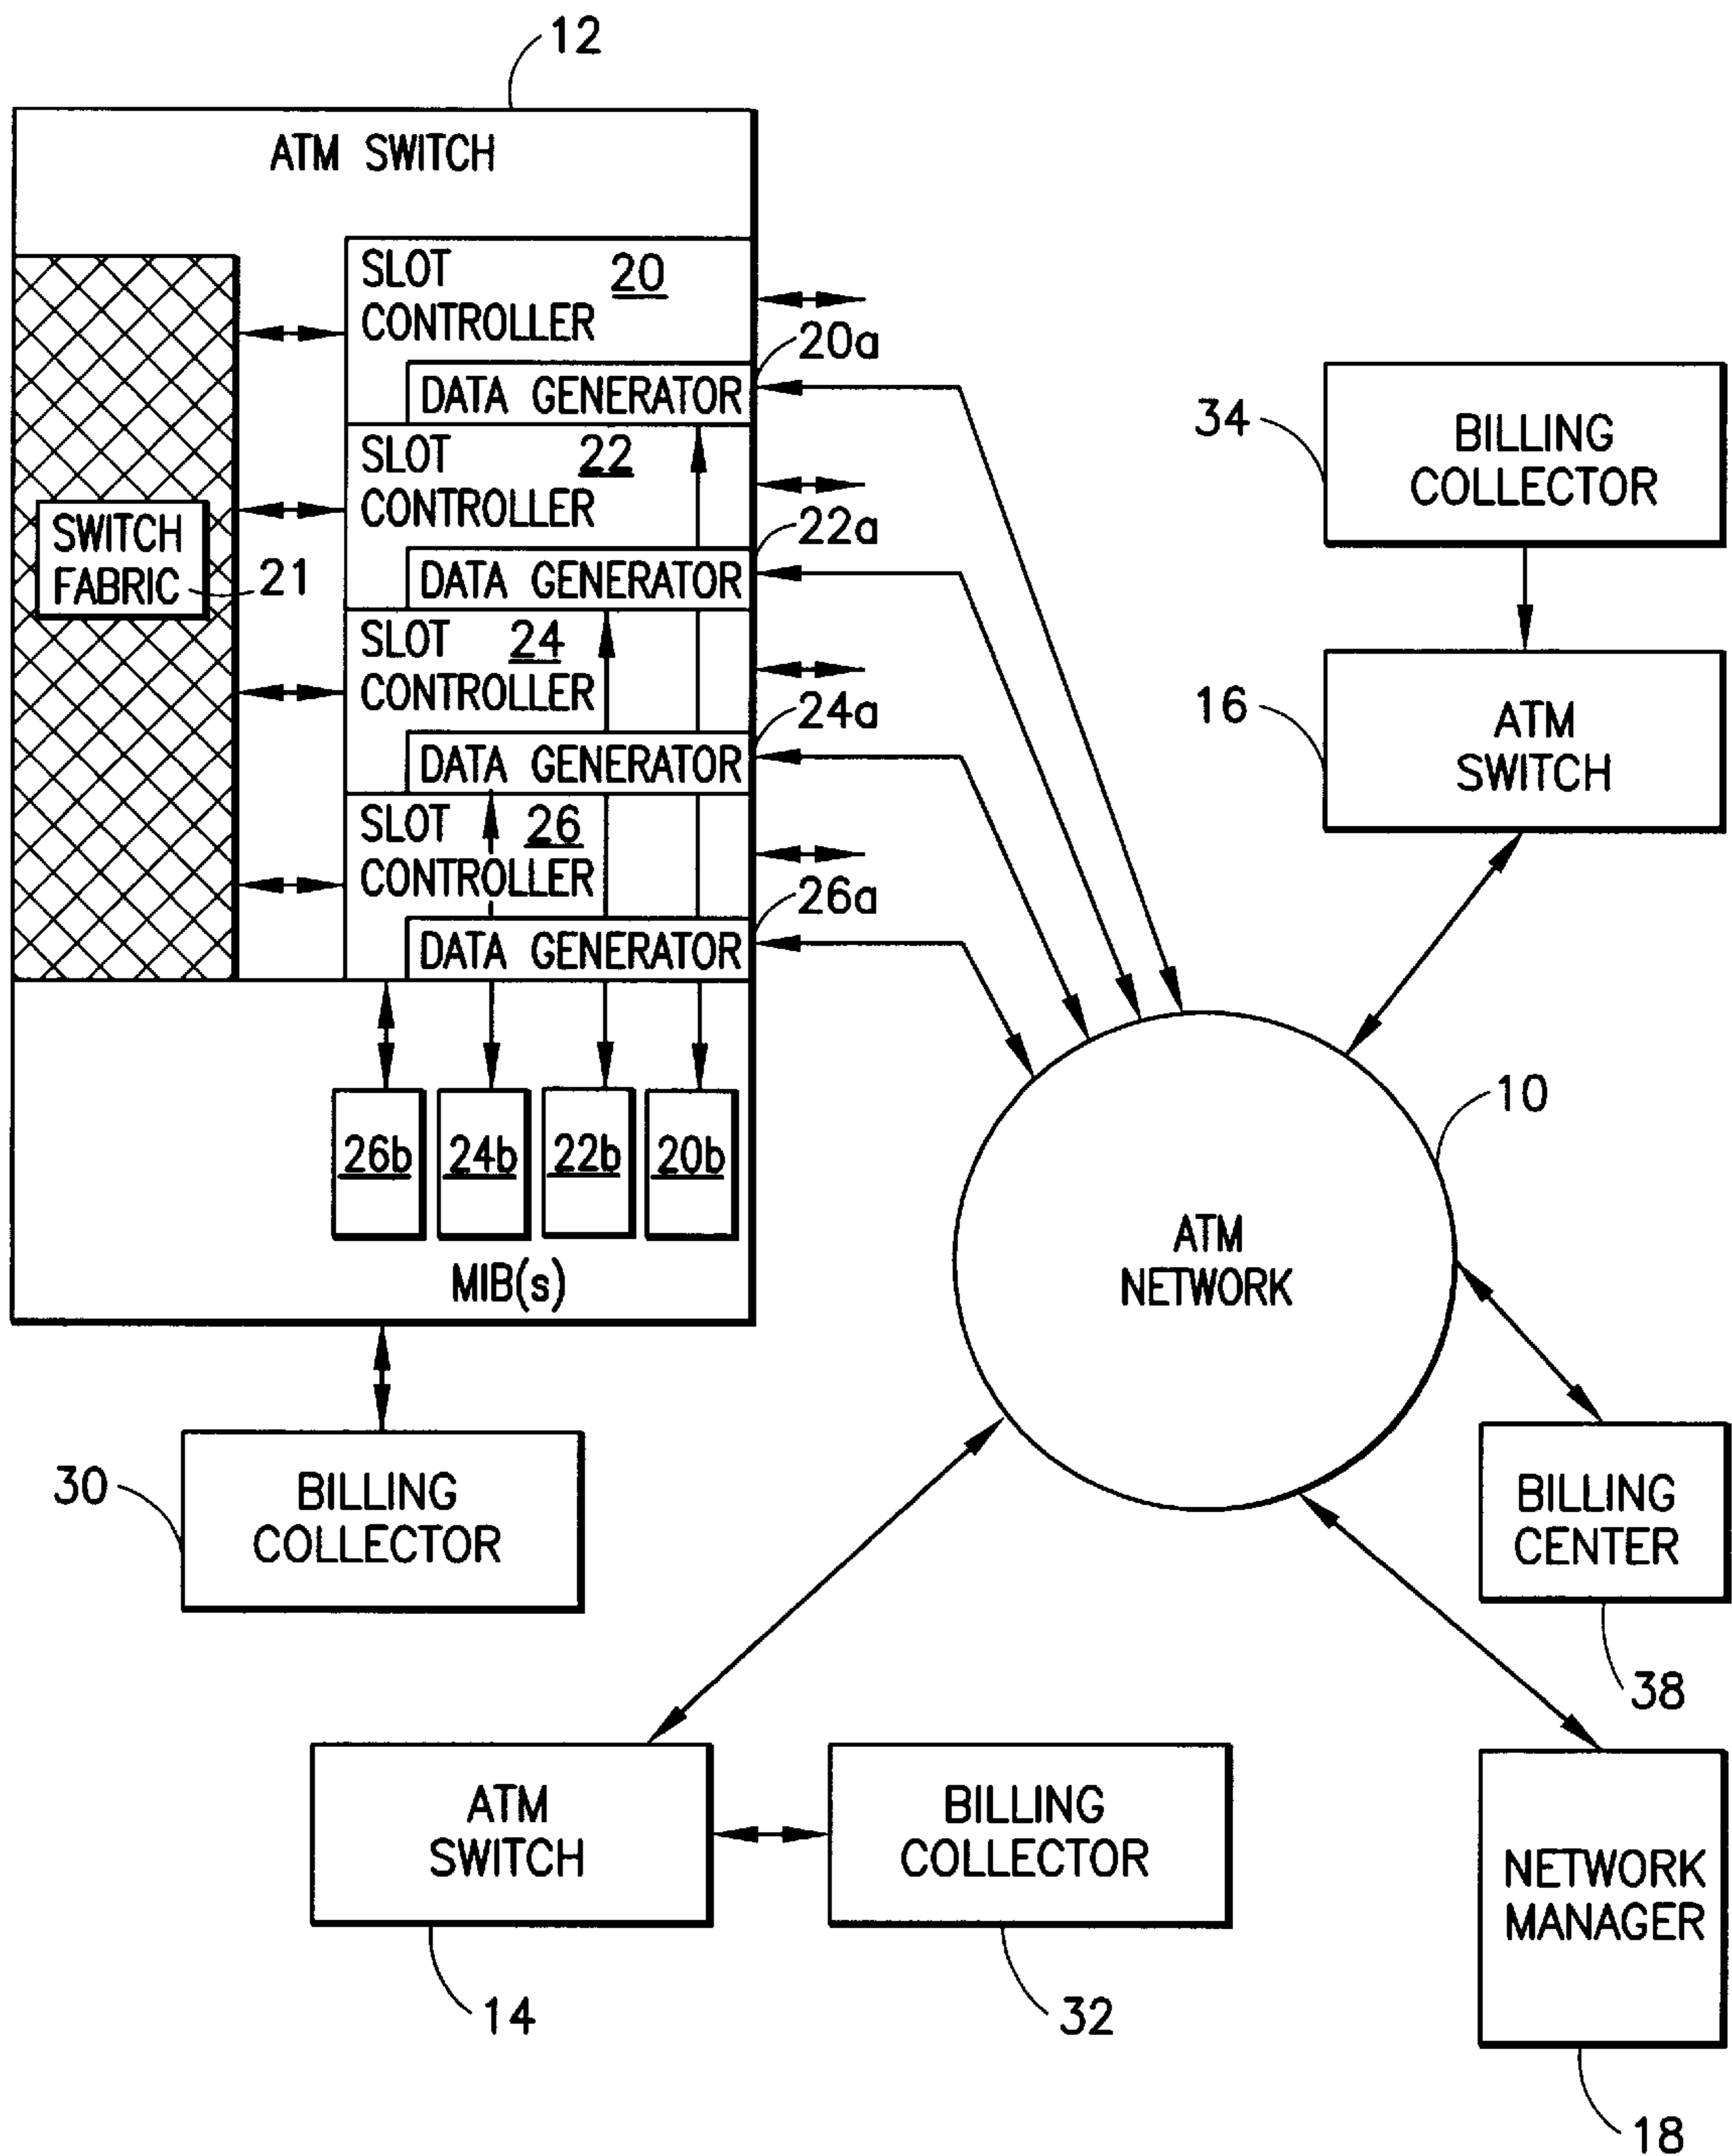 12
ATM SWITCH
SLOT 20
CONTROLLER
20a
DATA GENERATOR
SLOT 22
CONTROLLER
22a
DATA GENERATOR
SWITCH
FABRIC 21
SLOT 24
CONTROLLER
24a
DATA GENERATOR
SLOT 26
CONTROLLER
26a
DATA GENERATOR
26b 24b 22b 20b
MIB(s)
34
BILLING
COLLECTOR
16
ATM
SWITCH
10
ATM
NETWORK
30
BILLING
COLLECTOR
BILLING
CENTER
38
ATM
SWITCH
14
BILLING
COLLECTOR
32
NETWORK
MANAGER
18